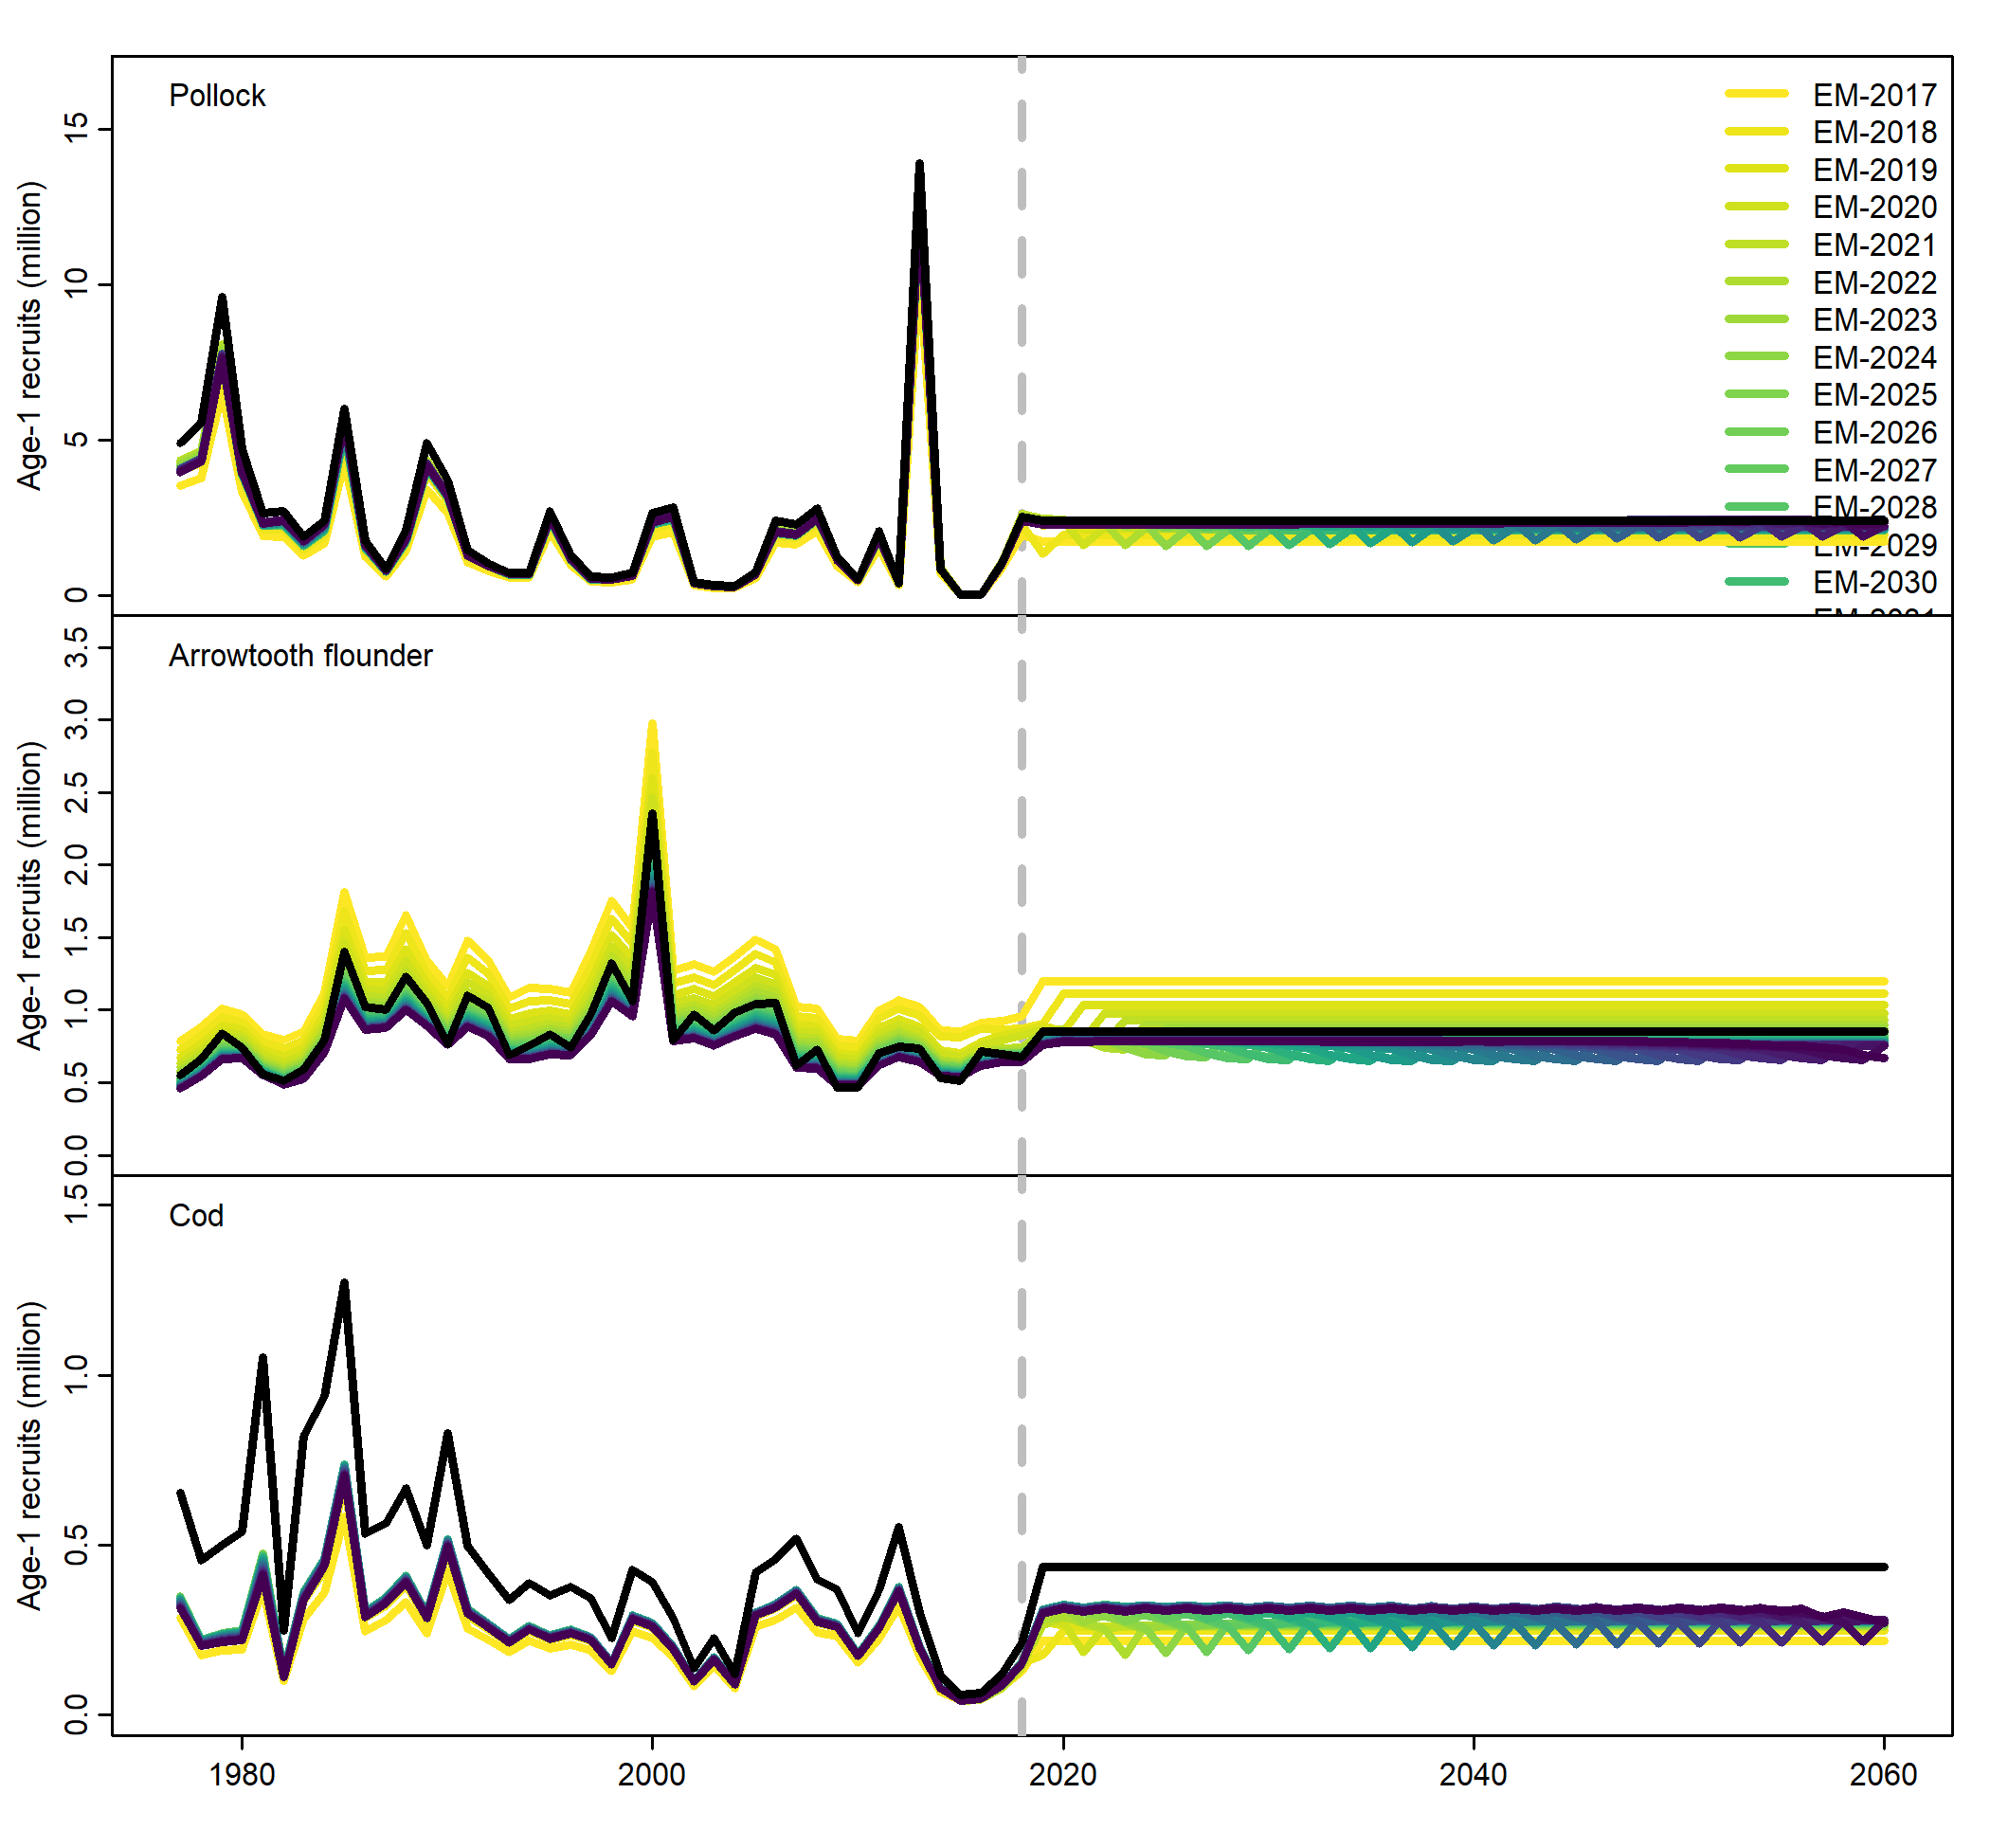 Pollock
Age-1 recruits (million)
15
10
5
0
EM-2017
EM-2018
EM-2019
EM-2020
EM-2021
EM-2022
EM-2023
EM-2024
EM-2025
EM-2026
EM-2027
EM-2028
EM-2029
EM-2030
Arrowtooth flounder
Age-1 recruits (million)
3.5
3.0
2.5
2.0
1.5
1.0
0.5
0.0
Cod
Age-1 recruits (million)
1.5
1.0
0.5
0.0
1980
2000
2020
2040
2060